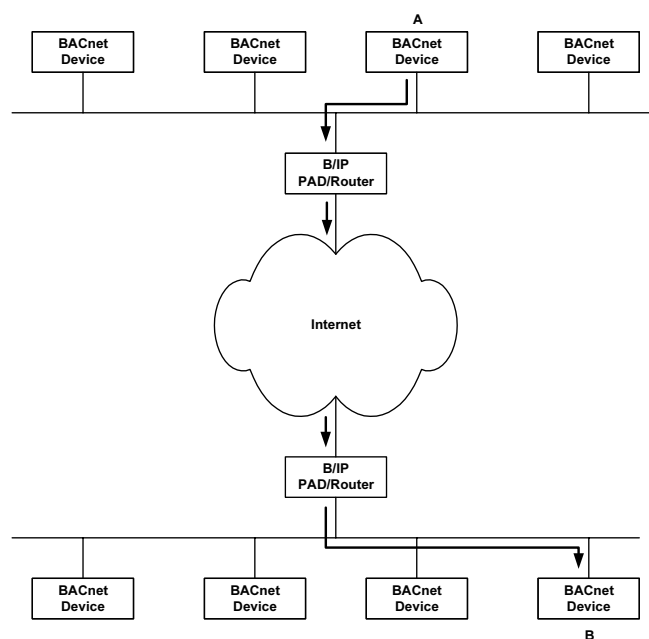 A
BACnet
Device
BACnet
Device
BACnet
Device
BACnet
Device
B/IP
PAD/Router
Internet
B/IP
PAD/Router
BACnet
Device
BACnet
Device
BACnet
Device
BACnet
Device
B